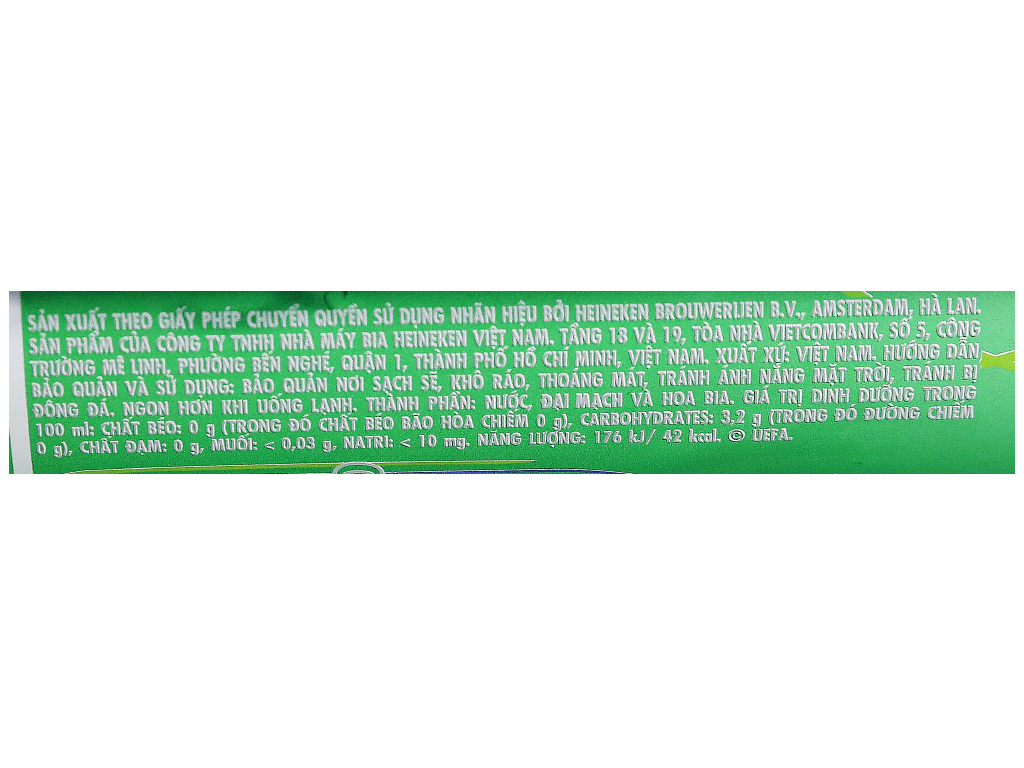 SẢN XUẤT THEO GIẤY PHÉP CHUYỂN QUYỀN SỬ DỤNG NHÃN HIỆU BỞI HEINEKEN BROUWERIJEN B.V., AMSTERDAM, HÀ LAN.
SẢN PHẨM CỦA CÔNG TY TNHH NHÀ MÁY BIA HEINEKEN VIỆT NAM. TẦNG 18 VÀ 19, TÒA NHÀ VIETCOMBANK, SỐ 5, CÔNG
TRƯỜNG MÊ LINH, PHƯỜNG BẾN NGHÉ, QUẬN 1, THÀNH PHỐ HỒ CHÍ MINH, VIỆT NAM. XUẤT XỨ: VIỆT NAM. HƯỚNG DẪN
BẢO QUẢN VÀ SỬ DỤNG: BẢO QUẢN NƠI SẠCH SẼ, KHÔ RÁO, THOÁNG MÁT, TRÁNH ÁNH NẮNG MẶT TRỜI, TRÁNH BỊ
ĐÔNG ĐÁ. NGON HƠN KHI UỐNG LẠNH. THÀNH PHẦN: NƯỚC, ĐẠI MẠCH VÀ HOA BIA. GIÁ TRỊ DINH DƯỠNG TRONG
100 ml: CHẤT BÉO: 0 g (TRONG ĐÓ CHẤT BÉO BÃO HÒA CHIẾM 0 g), CARBOHYDRATES: 3,2 g (TRONG ĐÓ ĐƯỜNG CHIẾM
0 g), CHẤT ĐẠM: 0 g, MUỐI: < 0,03 g, NATRI: < 10 mg. NĂNG LƯỢNG: 176 kJ/ 42 kcal. © UEFA.